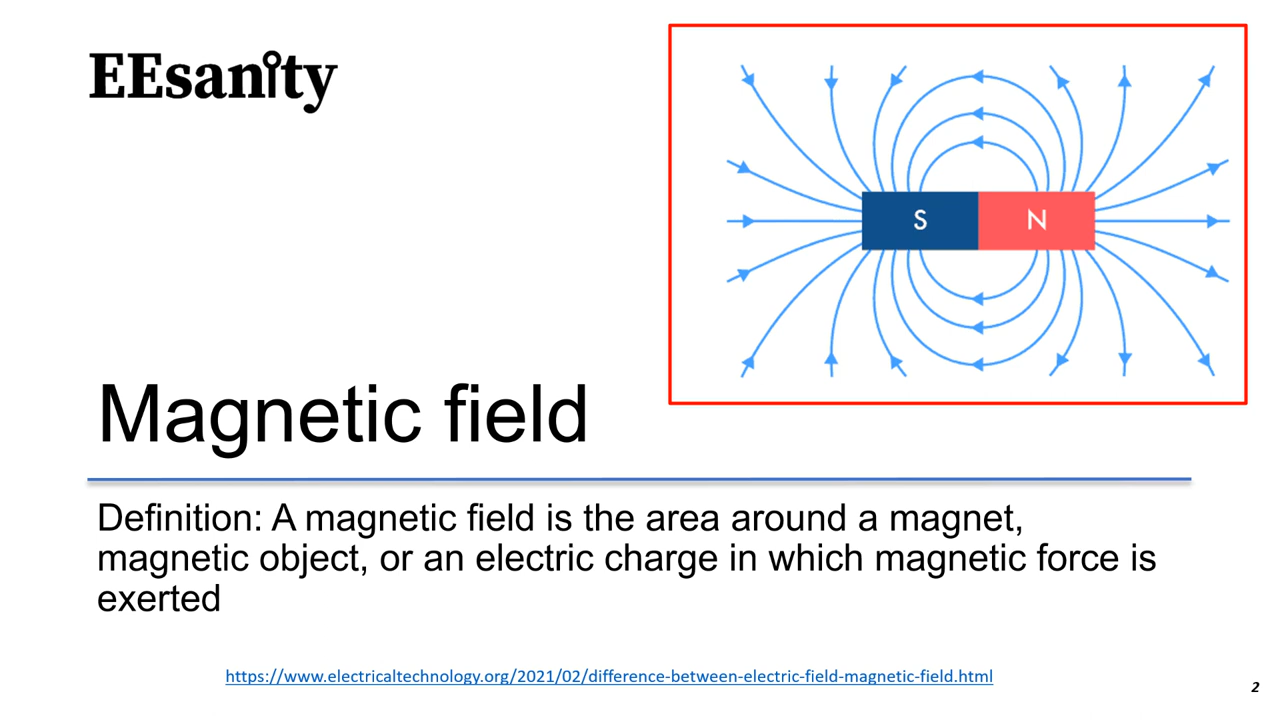 EEsanity
S N
Magnetic field
Definition: A magnetic field is the area around a magnet,
magnetic object, or an electric charge in which magnetic force is
exerted
https://www.electricaltechnology.org/2021/02/difference-between-electric-field-magnetic-field.html
2